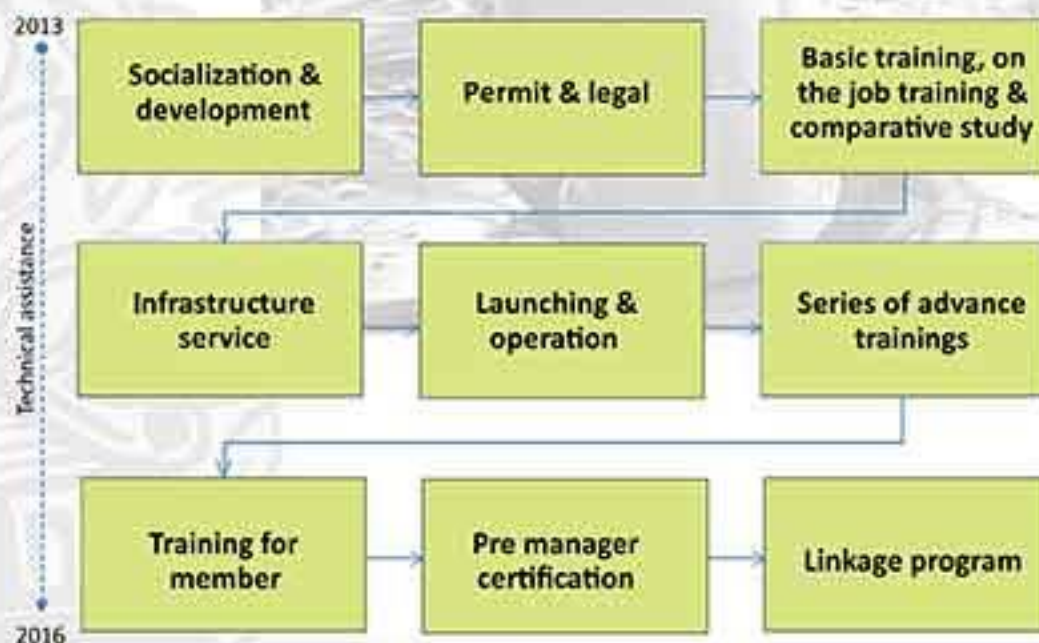 2013
Socialization &
development
Permit & legal
Basic training, on
the job training &
comparative study
Technical assistance
Infrastructure
service
Launching &
operation
Series of advance
trainings
Training for
member
Pre manager
certification
Linkage program
2016